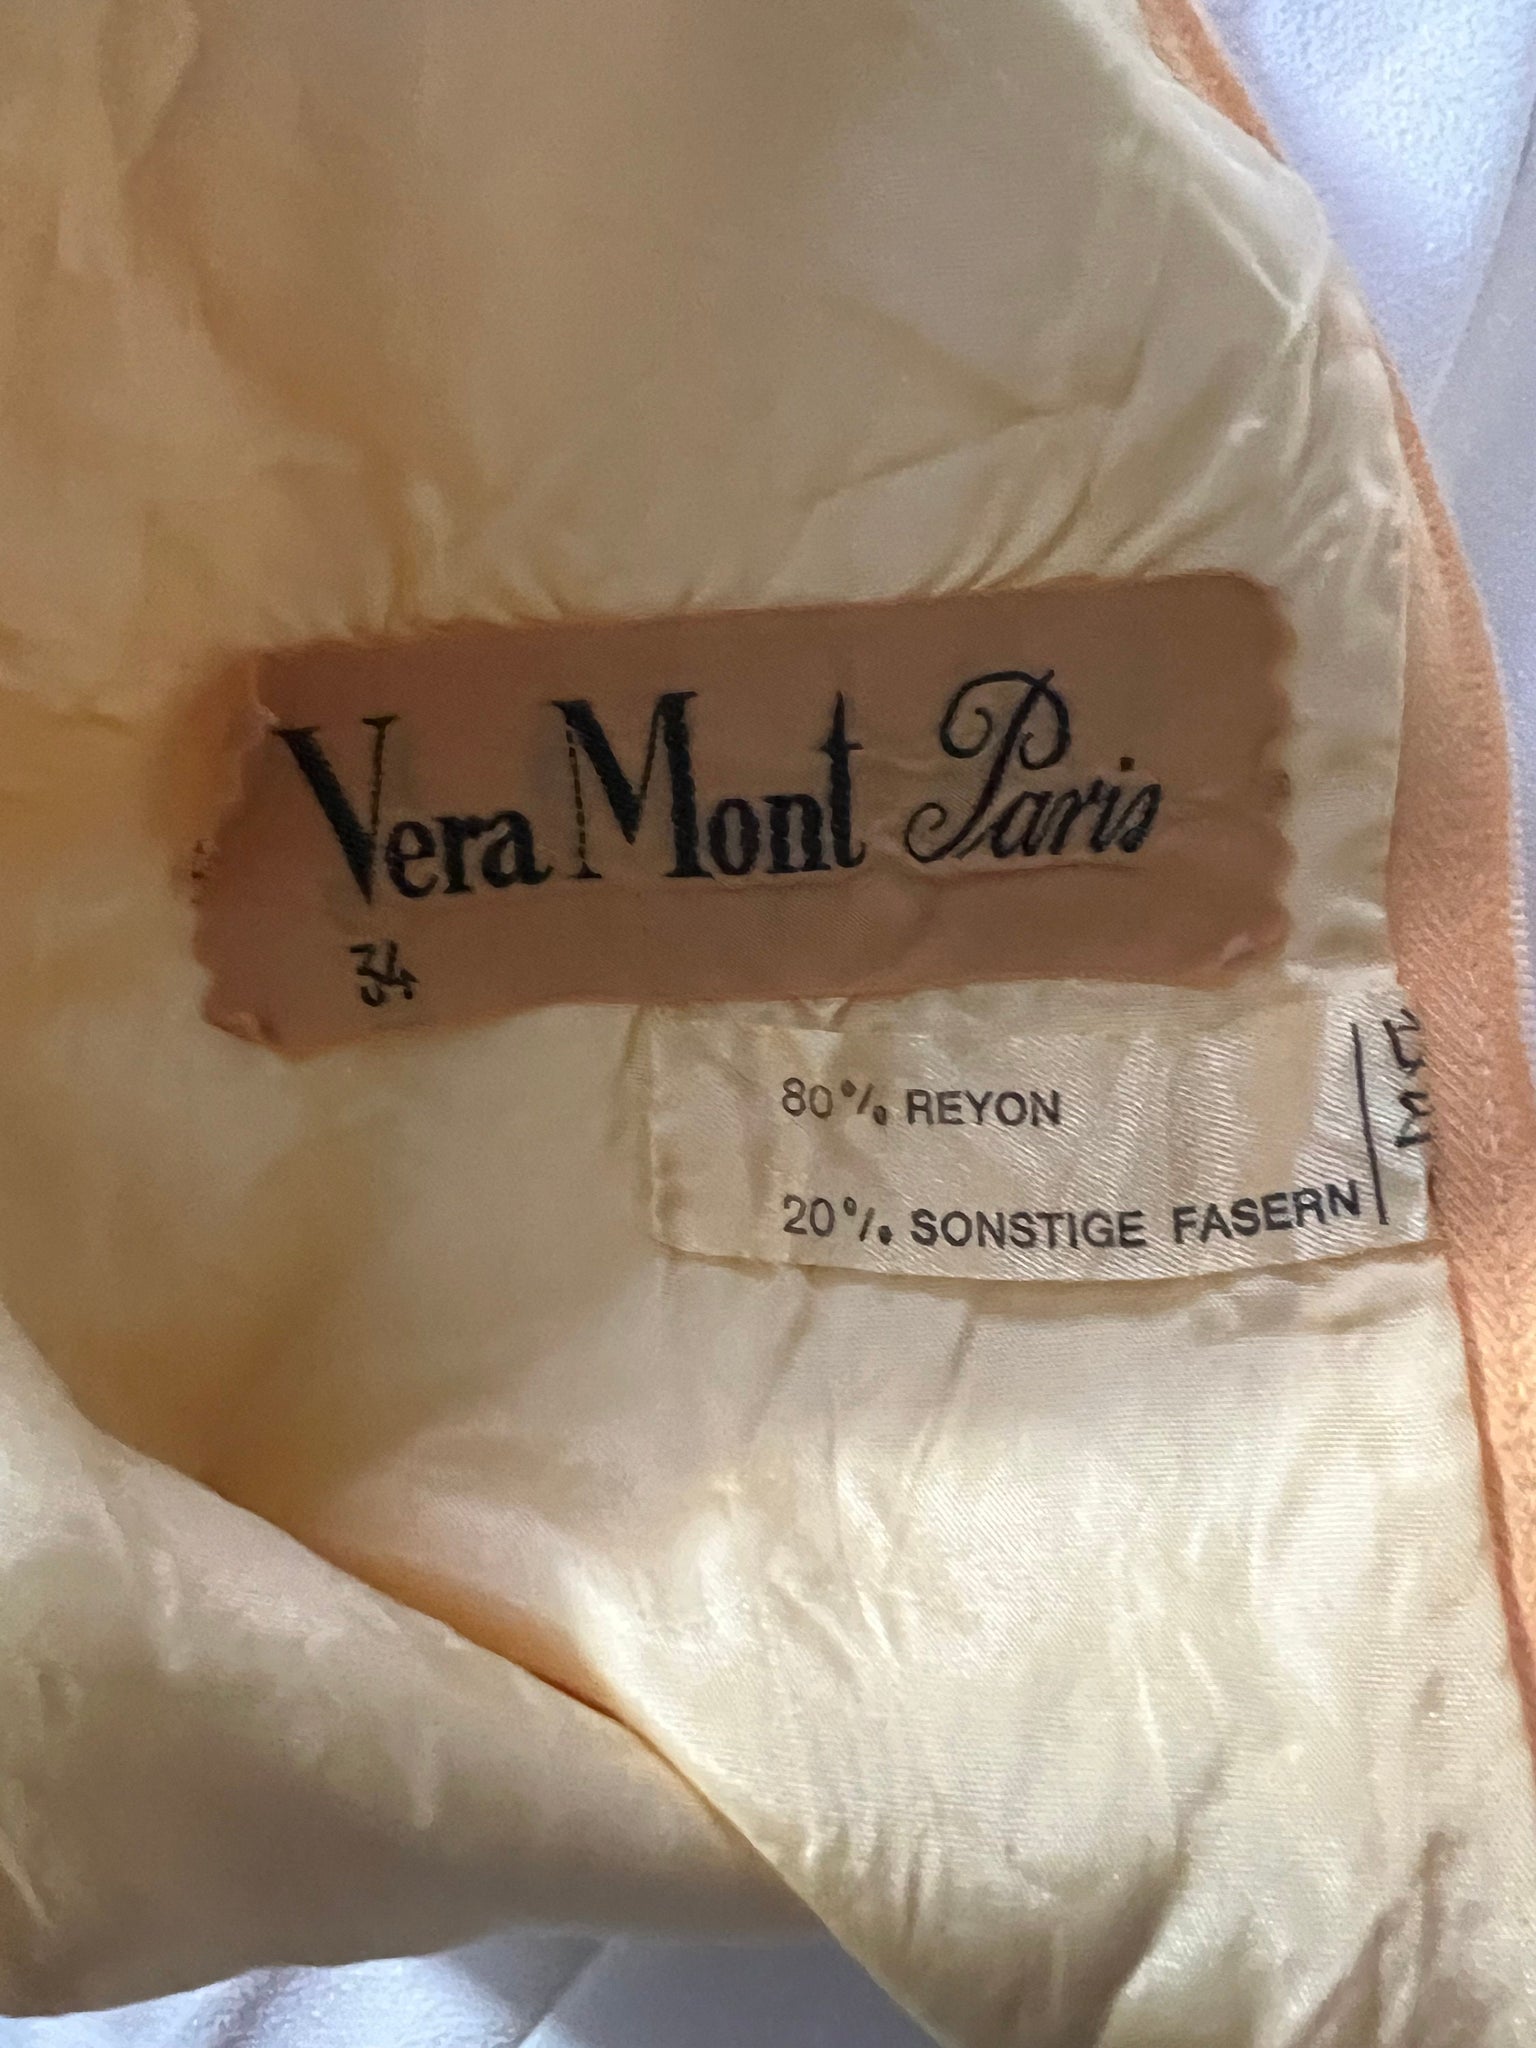 Vera Mont Paris
34
80% REYON
20% SONSTIGE FASERN